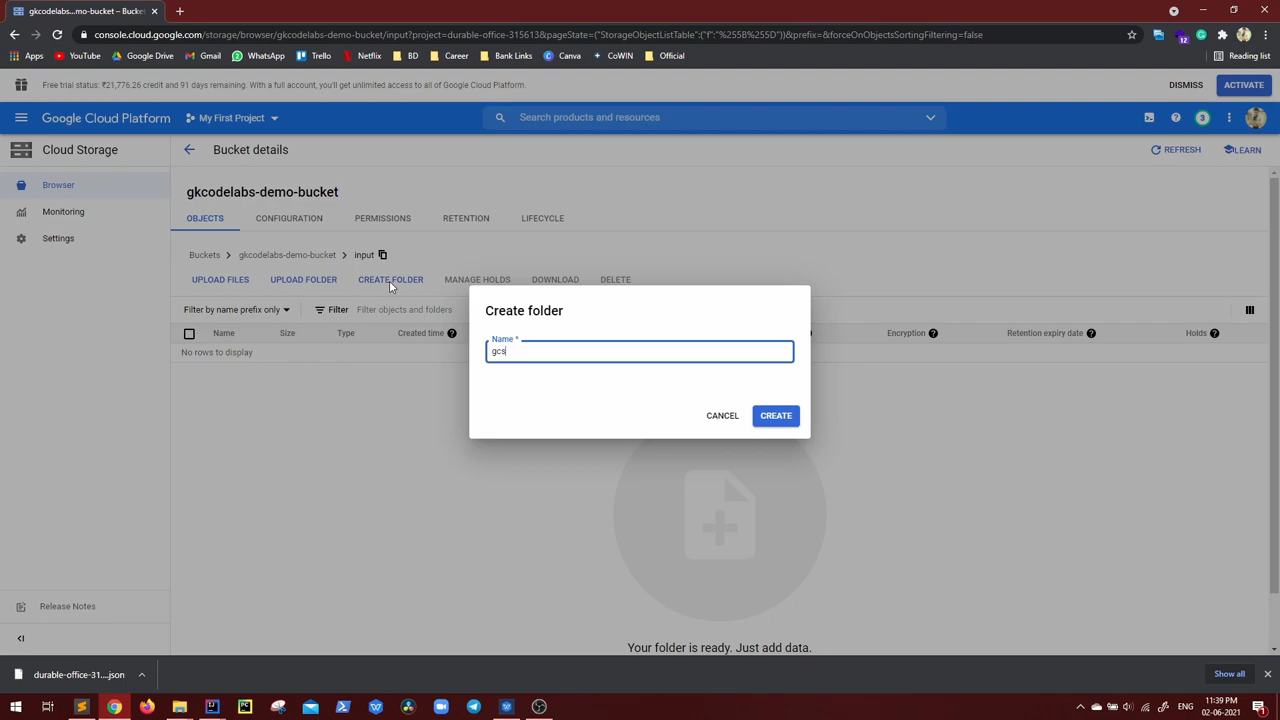 gkcodelabs-demo-bucket – Bucket
console.cloud.google.com/storage/browser/gkcodelabs-demo-bucket/input?project=durable-office-315613&pageState=("StorageObjectListTable":("f":"%255B%255D"))&prefix=&forceOnObjectsSortingFiltering=false
Apps YouTube Google Drive Gmail WhatsApp Trello Netflix BD Career Bank Links Canva CoWIN Official Reading list
Free trial status: ₹21,776.26 credit and 91 days remaining. With a full account, you'll get unlimited access to all of Google Cloud Platform. DISMISS ACTIVATE
Google Cloud Platform My First Project Search products and resources 3
Cloud Storage Bucket details REFRESH LEARN
Browser
Monitoring
Settings
gkcodelabs-demo-bucket
OBJECTS CONFIGURATION PERMISSIONS RETENTION LIFECYCLE
Buckets > gkcodelabs-demo-bucket > input
UPLOAD FILES UPLOAD FOLDER CREATE FOLDER MANAGE HOLDS DOWNLOAD DELETE
Filter by name prefix only Filter Filter objects and folders
Name Size Type Created time Encryption Retention expiry date Holds
No rows to display
Create folder
Name *
gcs
CANCEL CREATE
Your folder is ready. Just add data.
Release Notes
durable-office-31....json Show all
ENG 11:39 PM
02-06-2021